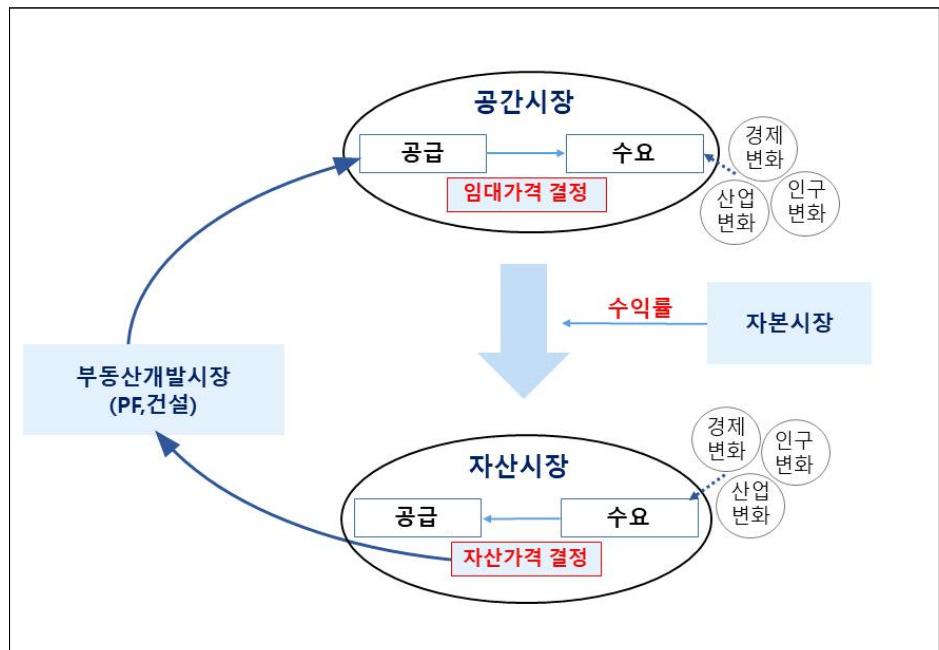 공간시장
공급
수요
임대가격 결정
경제
변화
산업
변화
인구
변화
수익률
자본시장
부동산개발시장
(PF,건설)
자산시장
공급
수요
자산가격 결정
경제
변화
인구
변화
산업
변화